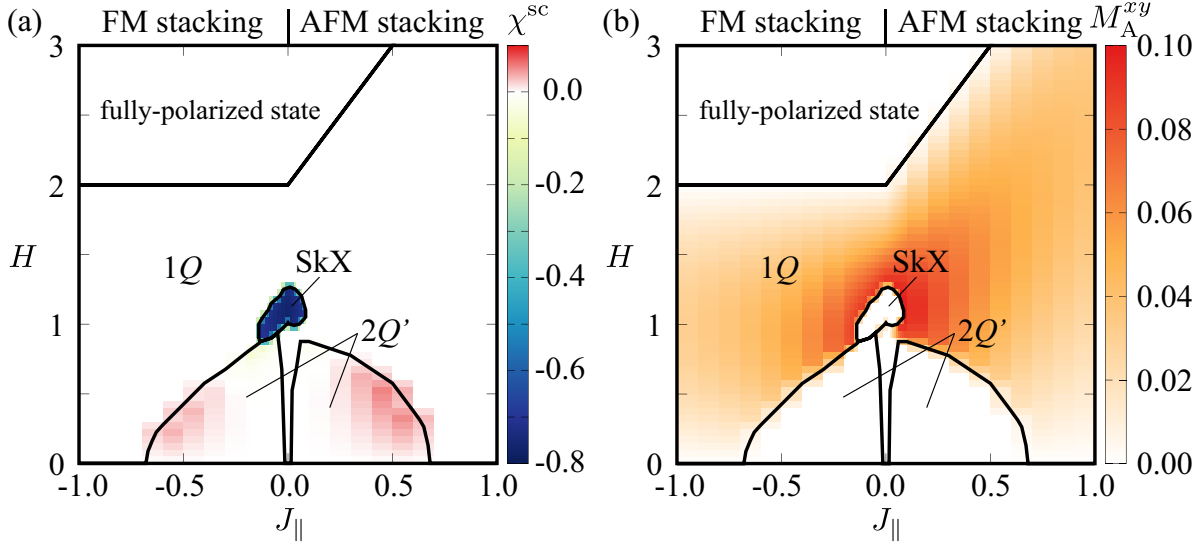 (a) FM stacking AFM stacking χ^sc
3
fully-polarized state
2
H
1Q
SkX
1
2Q'
0
-1.0 -0.5 0.0 0.5 1.0
J_∥
0.0
-0.2
-0.4
-0.6
-0.8
(b) FM stacking AFM stacking M_A^xy
3
fully-polarized state
2
H
1Q
SkX
1
2Q'
0
-1.0 -0.5 0.0 0.5 1.0
J_∥
0.10
0.08
0.06
0.04
0.02
0.00